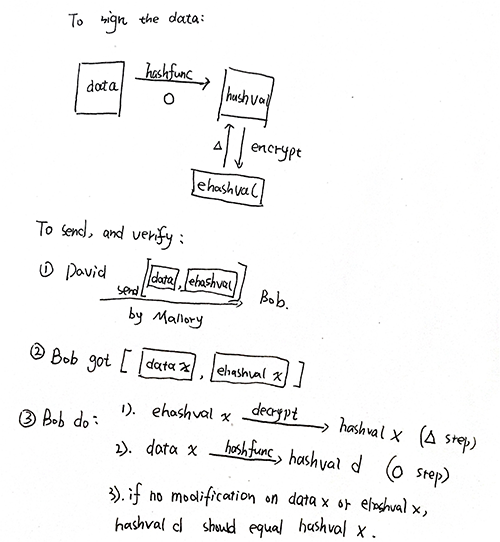 To sign the data:
data hashfunc hashval
O
Δ encrypt
ehashval
To send, and verify:
① David send [data, ehashval] Bob.
by Mallory
② Bob got [ data x , ehashval x ]
③ Bob do: 1). ehashval x decrypt hashval x (Δ step)
2). data x hashfunc hashval d (O step)
3). if no modification on data x or ehashval x,
hashval d should equal hashval x.